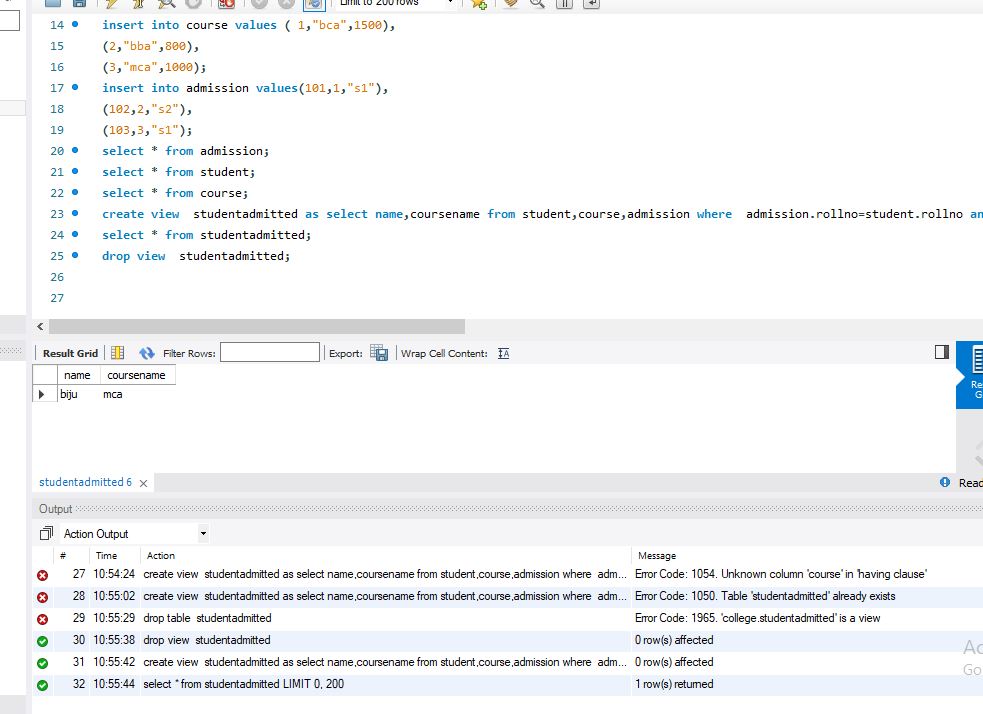 Limit to 200 rows
14 insert into course values ( 1,"bca",1500),
15 (2,"bba",800),
16 (3,"mca",1000);
17 insert into admission values(101,1,"s1"),
18 (102,2,"s2"),
19 (103,3,"s1");
20 select * from admission;
21 select * from student;
22 select * from course;
23 create view  studentadmitted as select name,coursename from student,course,admission where  admission.rollno=student.rollno an
24 select * from studentadmitted;
25 drop view  studentadmitted;
26
27
Result Grid Filter Rows: Export: Wrap Cell Content:
name coursename
biju mca
studentadmitted 6
Output
Action Output
# Time Action Message
27 10:54:24 create view  studentadmitted as select name,coursename from student,course,admission where  adm... Error Code: 1054. Unknown column 'course' in 'having clause'
28 10:55:02 create view  studentadmitted as select name,coursename from student,course,admission where  adm... Error Code: 1050. Table 'studentadmitted' already exists
29 10:55:29 drop table  studentadmitted Error Code: 1965. 'college.studentadmitted' is a view
30 10:55:38 drop view  studentadmitted 0 row(s) affected
31 10:55:42 create view  studentadmitted as select name,coursename from student,course,admission where  adm... 0 row(s) affected
32 10:55:44 select * from studentadmitted LIMIT 0, 200 1 row(s) returned